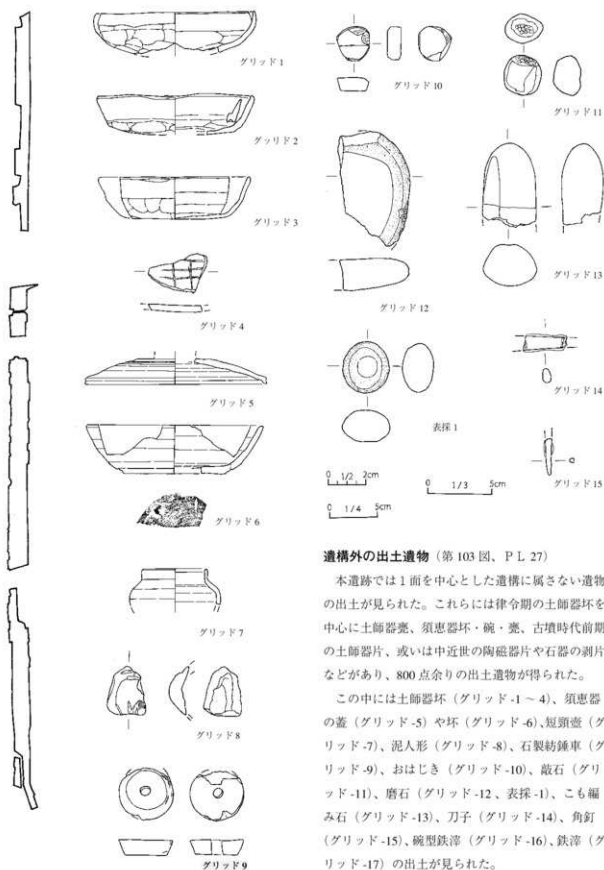 グリッド1
グッリド2
グリッド3
グリッド4
グリッド5
グリッド6
グリッド7
グリッド8
グリッド9
グリッド10
グリッド11
グリッド12
グリッド13
表採1
グリッド14
グリッド15
0 1/2 2cm
0 1/3 5cm
0 1/4 5cm
遺構外の出土遺物（第103図、PL 27）
本遺跡では1面を中心とした遺構に属さない遺物
の出土が見られた。これらには律令期の土師器坏を
中心に土師器甕、須恵器坏・碗・甕、古墳時代前期
の土師器片、或いは中近世の陶磁器片や石器の剥片
などがあり、800点余りの出土遺物が得られた。
この中には土師器坏（グリッド-1～4）、須恵器
の蓋（グリッド-5）や坏（グリッド-6）、短頸壺（グ
リッド-7）、泥人形（グリッド-8）、石製紡錘車（グ
リッド-9）、おはじき（グリッド-10）、敲石（グリ
ッド-11）、磨石（グリッド-12、表採-1）、こも編
み石（グリッド-13）、刀子（グリッド-14）、角釘
（グリッド-15）、碗型鉄滓（グリッド-16）、鉄滓（グ
リッド-17）の出土が見られた。